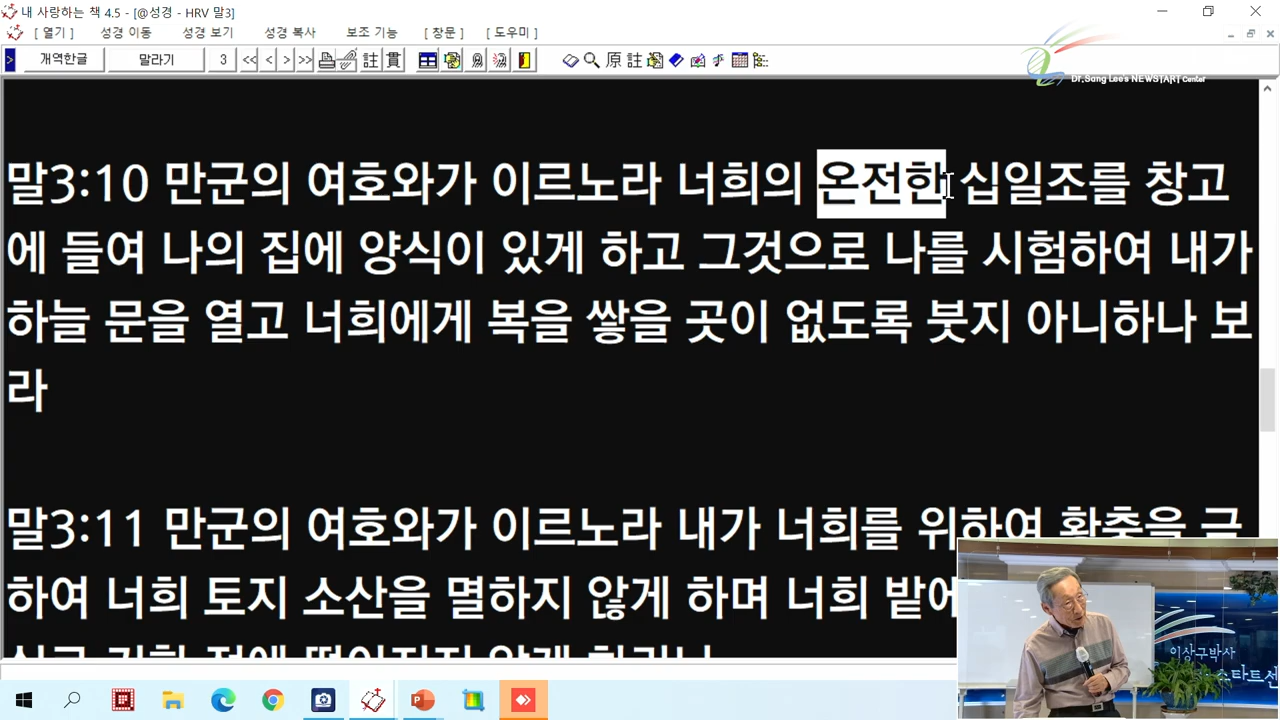 내 사랑하는 책 4.5 - [@성경 - HRV 말3]
[ 열기 ] 성경 이동 성경 보기 성경 복사 보조 기능 [ 창문 ] [ 도우미 ]
> 개역한글 말라기 3 << < > >> 註 貫 原 註
Dr.Sang Lee's NEWSTART Center
말3:10 만군의 여호와가 이르노라 너희의 온전한 십일조를 창고
에 들여 나의 집에 양식이 있게 하고 그것으로 나를 시험하여 내가
하늘 문을 열고 너희에게 복을 쌓을 곳이 없도록 붓지 아니하나 보
라
말3:11 만군의 여호와가 이르노라 내가 너희를 위하여 황충을 금
하여 너희 토지 소산을 멸하지 않게 하며 너희 밭에
이상구박사
스타트센